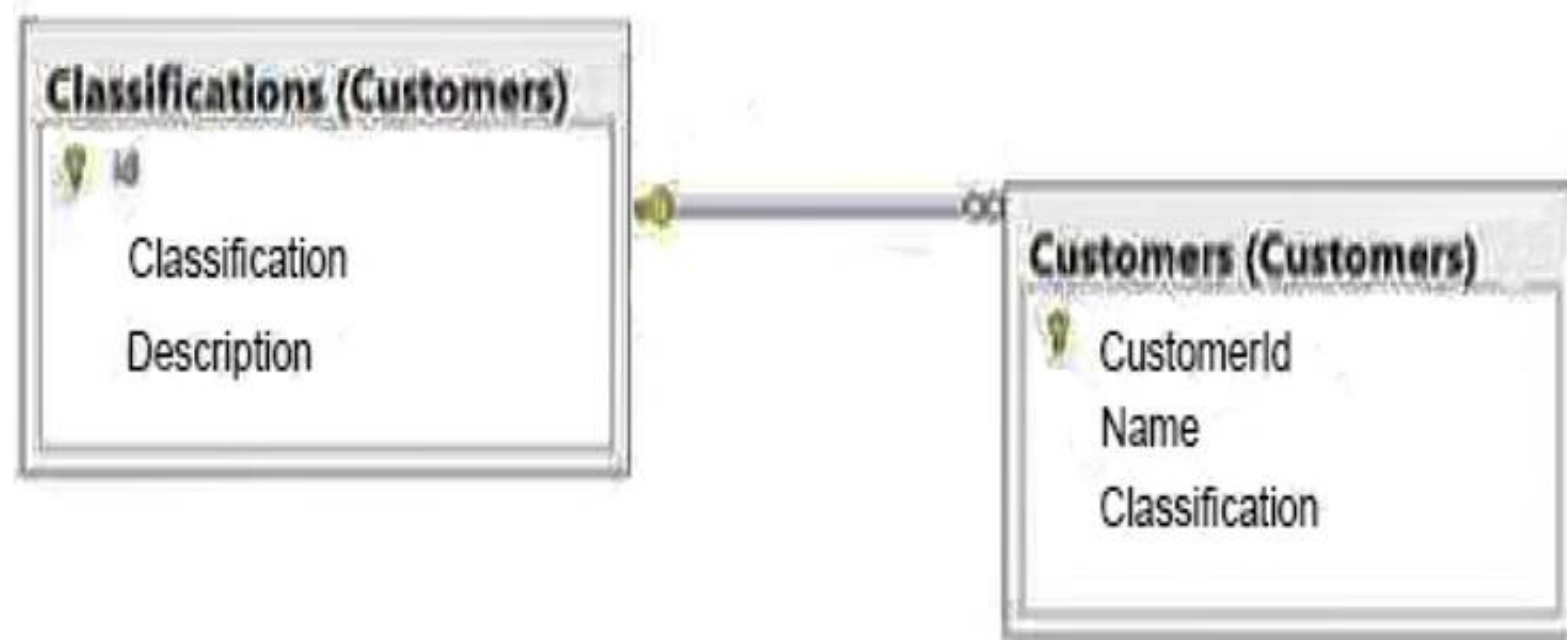 Classifications (Customers)
Id
Classification
Description
Customers (Customers)
CustomerId
Name
Classification